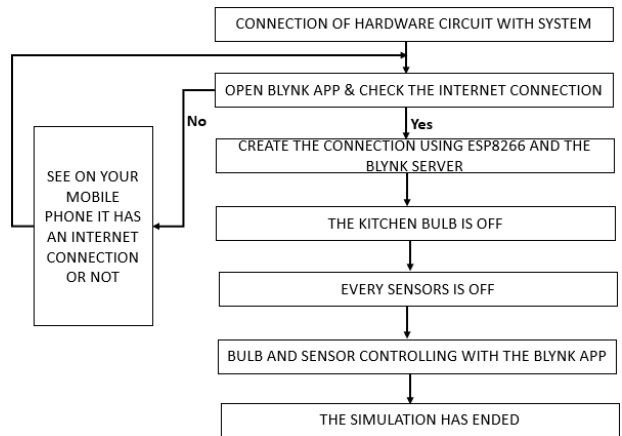 CONNECTION OF HARDWARE CIRCUIT WITH SYSTEM
OPEN BLYNK APP & CHECK THE INTERNET CONNECTION
No
Yes
CREATE THE CONNECTION USING ESP8266 AND THE
BLYNK SERVER
SEE ON YOUR
MOBILE
PHONE IT HAS
AN INTERNET
CONNECTION
OR NOT
THE KITCHEN BULB IS OFF
EVERY SENSORS IS OFF
BULB AND SENSOR CONTROLLING WITH THE BLYNK APP
THE SIMULATION HAS ENDED